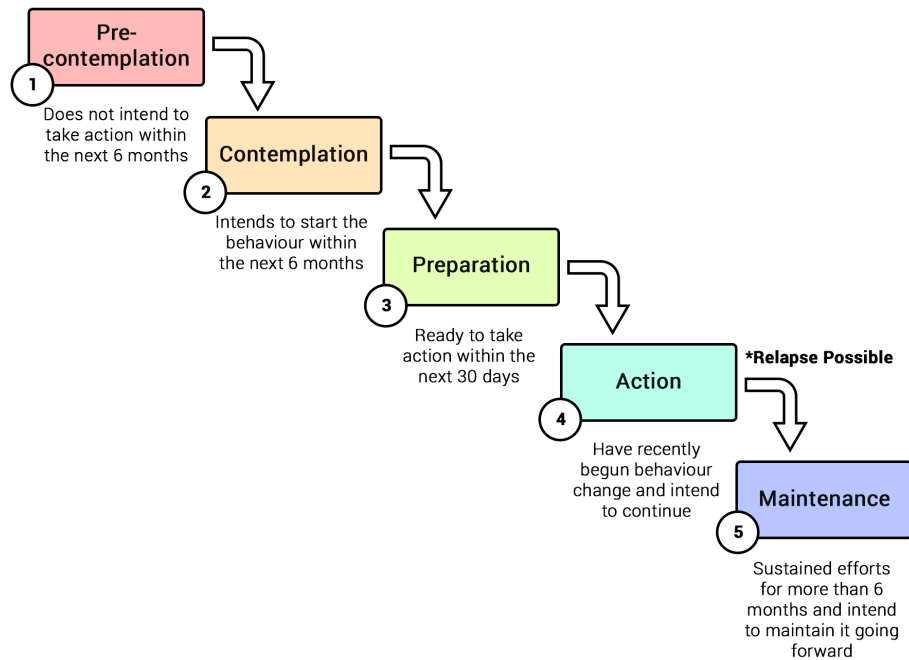 Pre-
contemplation
1
Does not intend to
take action within
the next 6 months
Contemplation
2
Intends to start the
behaviour within
the next 6 months
Preparation
3
Ready to take
action within the
next 30 days
*Relapse Possible
Action
4
Have recently
begun behaviour
change and intend
to continue
Maintenance
5
Sustained efforts
for more than 6
months and intend
to maintain it going
forward